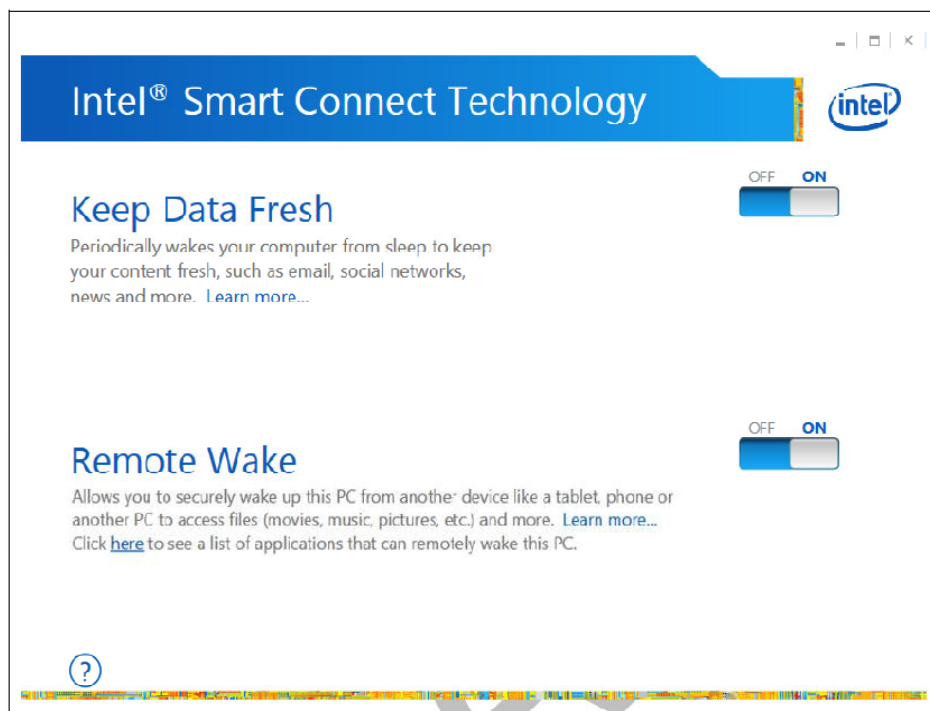 Intel® Smart Connect Technology
intel
OFF ON
Keep Data Fresh
Periodically wakes your computer from sleep to keep
your content fresh, such as email, social networks,
news and more. Learn more...
OFF ON
Remote Wake
Allows you to securely wake up this PC from another device like a tablet, phone or
another PC to access files (movies, music, pictures, etc.) and more. Learn more...
Click here to see a list of applications that can remotely wake this PC.
?